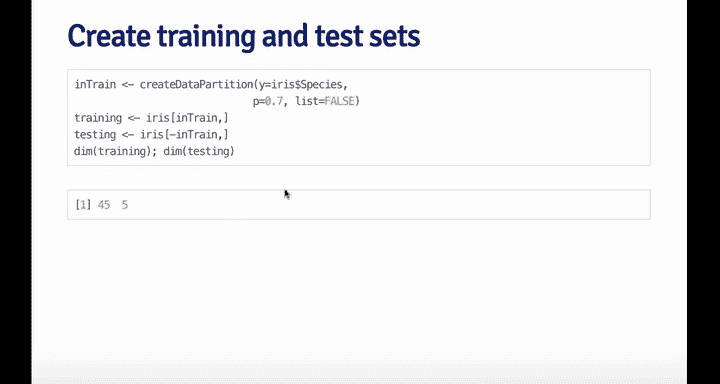 Create training and test sets
inTrain <- createDataPartition(y=iris$Species,
p=0.7, list=FALSE)
training <- iris[inTrain,]
testing <- iris[-inTrain,]
dim(training); dim(testing)
[1] 45 5